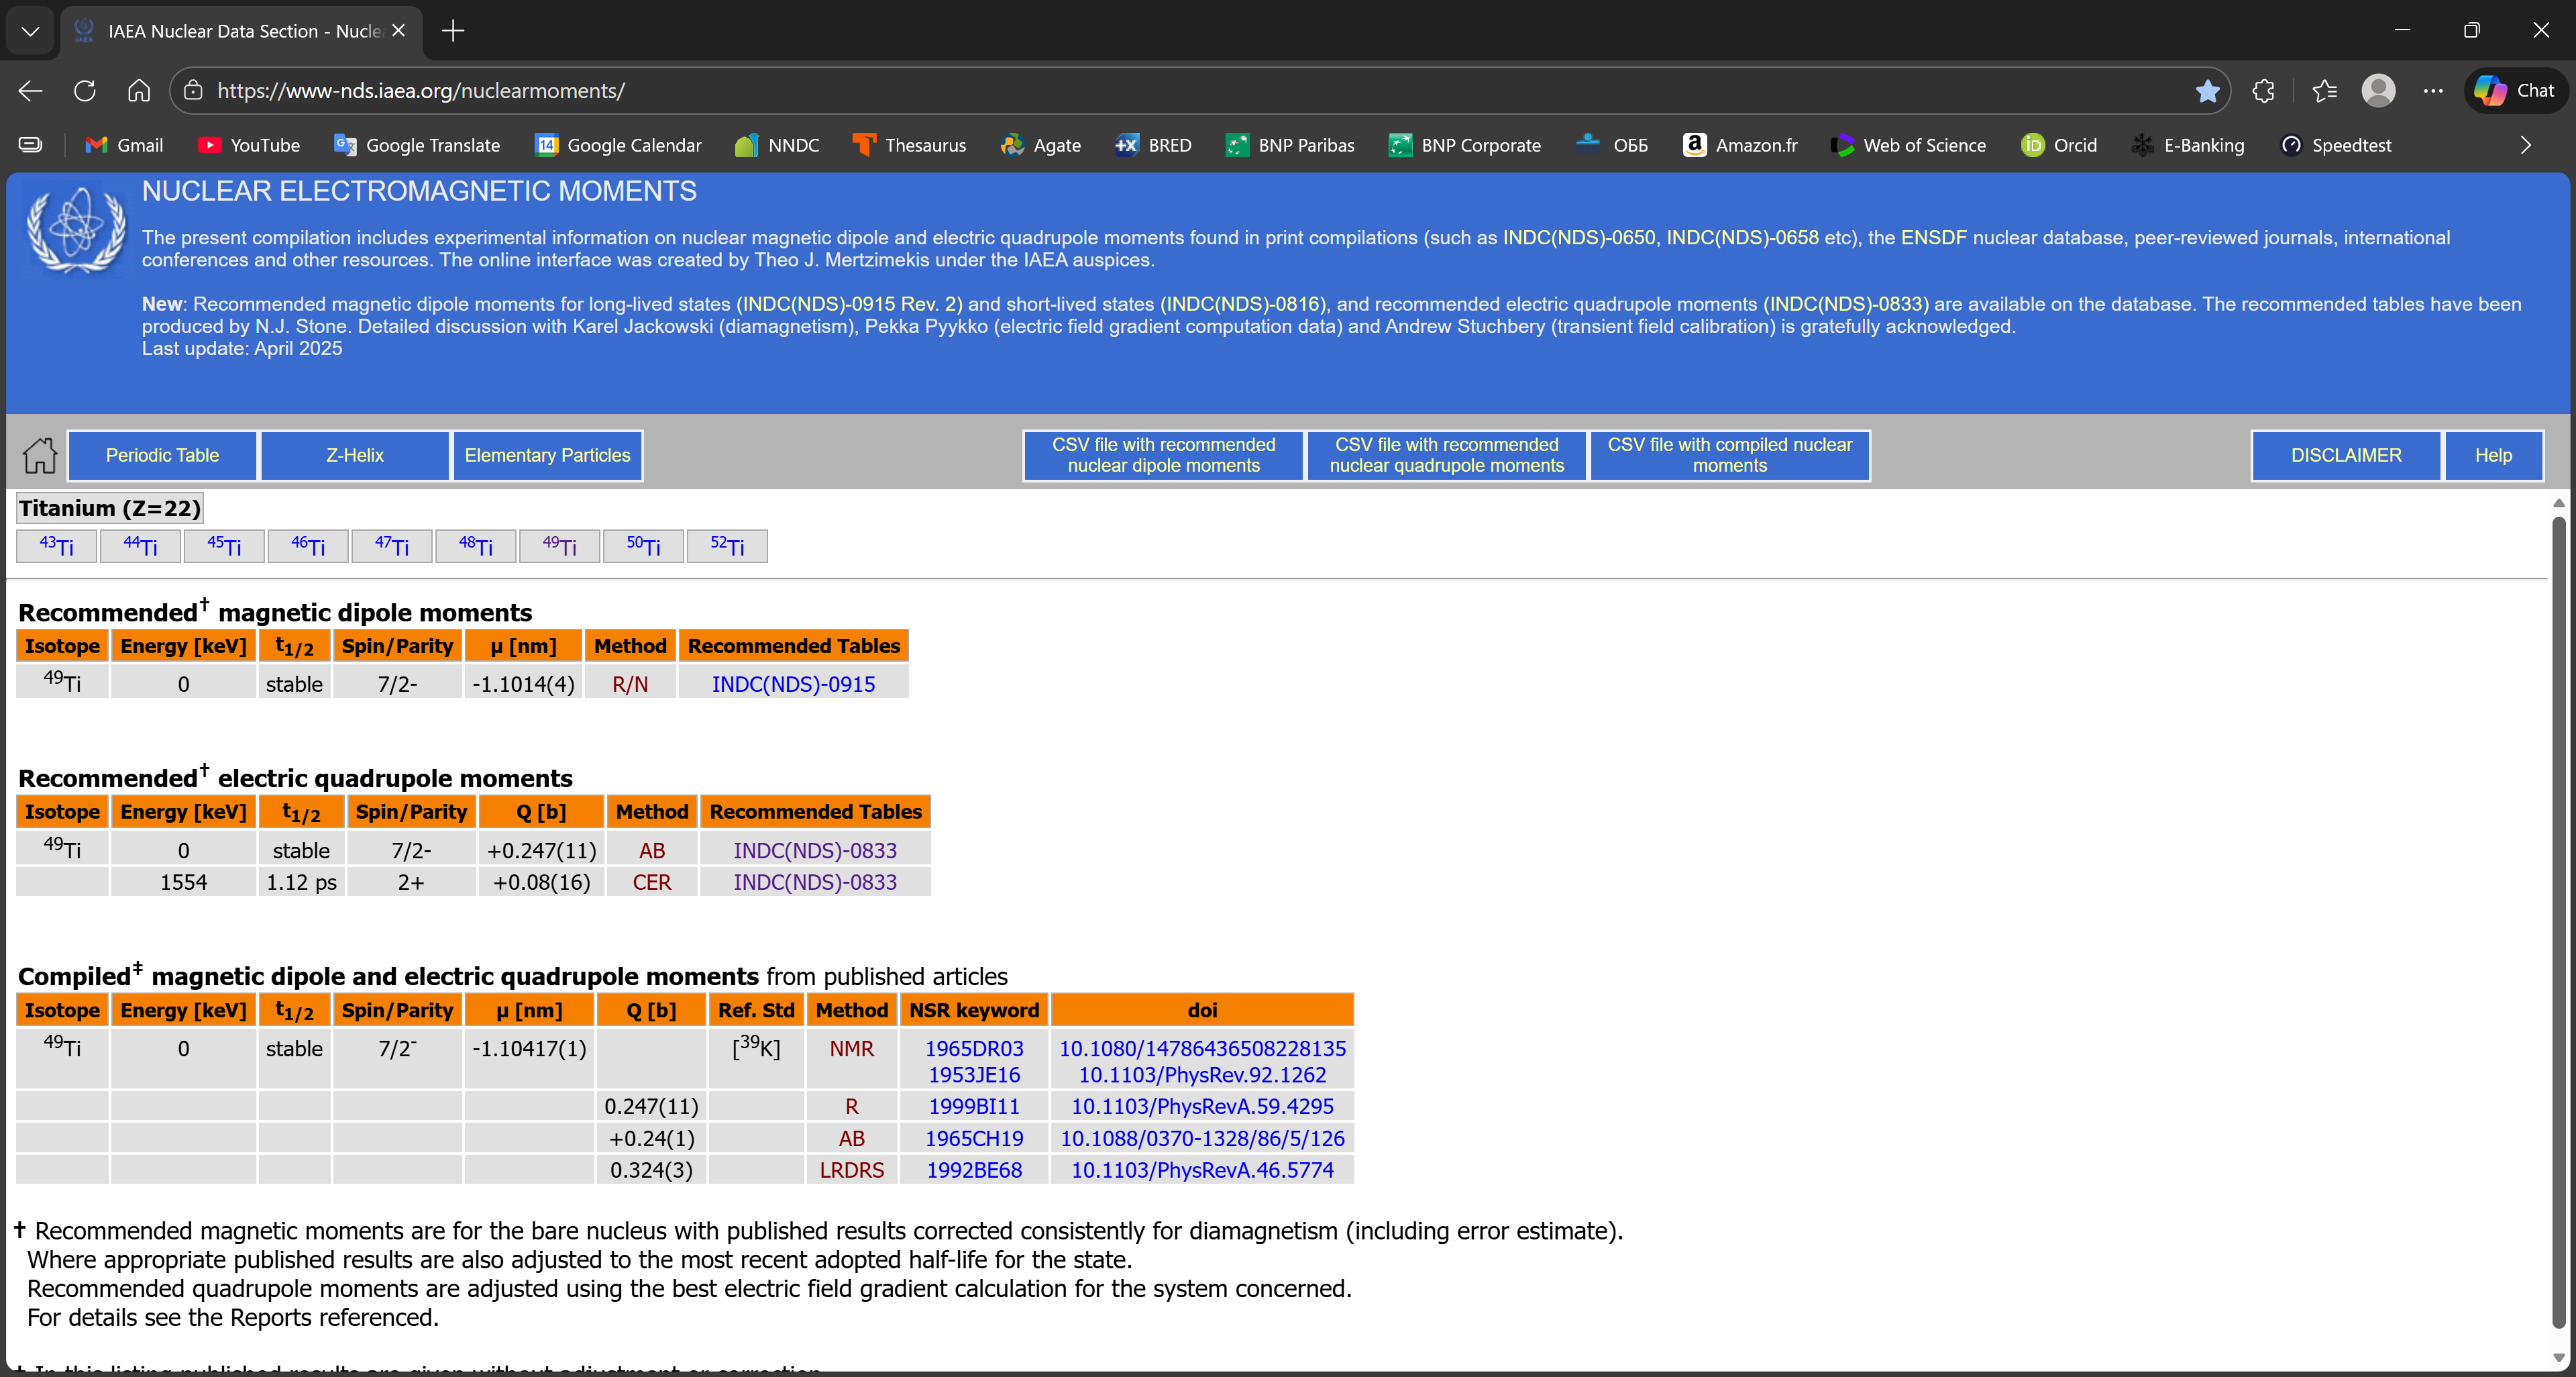 IAEA Nuclear Data Section - Nucle
https://www-nds.iaea.org/nuclearmoments/
Chat
Gmail YouTube Google Translate 14 Google Calendar NNDC Thesaurus Agate +X BRED BNP Paribas BNP Corporate ОББ a Amazon.fr Web of Science iD Orcid E-Banking Speedtest
IAEA
NUCLEAR ELECTROMAGNETIC MOMENTS
The present compilation includes experimental information on nuclear magnetic dipole and electric quadrupole moments found in print compilations (such as INDC(NDS)-0650, INDC(NDS)-0658 etc), the ENSDF nuclear database, peer-reviewed journals, international
conferences and other resources. The online interface was created by Theo J. Mertzimekis under the IAEA auspices.
New: Recommended magnetic dipole moments for long-lived states (INDC(NDS)-0915 Rev. 2) and short-lived states (INDC(NDS)-0816), and recommended electric quadrupole moments (INDC(NDS)-0833) are available on the database. The recommended tables have been
produced by N.J. Stone. Detailed discussion with Karel Jackowski (diamagnetism), Pekka Pyykko (electric field gradient computation data) and Andrew Stuchbery (transient field calibration) is gratefully acknowledged.
Last update: April 2025
Periodic Table Z-Helix Elementary Particles
CSV file with recommended nuclear dipole moments
CSV file with recommended nuclear quadrupole moments
CSV file with compiled nuclear moments
DISCLAIMER Help
Titanium (Z=22)
⁴³Ti ⁴⁴Ti ⁴⁵Ti ⁴⁶Ti ⁴⁷Ti ⁴⁸Ti ⁴⁹Ti ⁵⁰Ti ⁵²Ti
Recommended† magnetic dipole moments
Isotope Energy [keV] t1/2 Spin/Parity μ [nm] Method Recommended Tables
⁴⁹Ti 0 stable 7/2- -1.1014(4) R/N INDC(NDS)-0915
Recommended† electric quadrupole moments
Isotope Energy [keV] t1/2 Spin/Parity Q [b] Method Recommended Tables
⁴⁹Ti 0 stable 7/2- +0.247(11) AB INDC(NDS)-0833
1554 1.12 ps 2+ +0.08(16) CER INDC(NDS)-0833
Compiled‡ magnetic dipole and electric quadrupole moments from published articles
Isotope Energy [keV] t1/2 Spin/Parity μ [nm] Q [b] Ref. Std Method NSR keyword doi
⁴⁹Ti 0 stable 7/2⁻ -1.10417(1) [³⁹K] NMR 1965DR03 10.1080/14786436508228135
1953JE16 10.1103/PhysRev.92.1262
0.247(11) R 1999BI11 10.1103/PhysRevA.59.4295
+0.24(1) AB 1965CH19 10.1088/0370-1328/86/5/126
0.324(3) LRDRS 1992BE68 10.1103/PhysRevA.46.5774
† Recommended magnetic moments are for the bare nucleus with published results corrected consistently for diamagnetism (including error estimate).
Where appropriate published results are also adjusted to the most recent adopted half-life for the state.
Recommended quadrupole moments are adjusted using the best electric field gradient calculation for the system concerned.
For details see the Reports referenced.
‡ In this listing published results are given without adjustment or correction